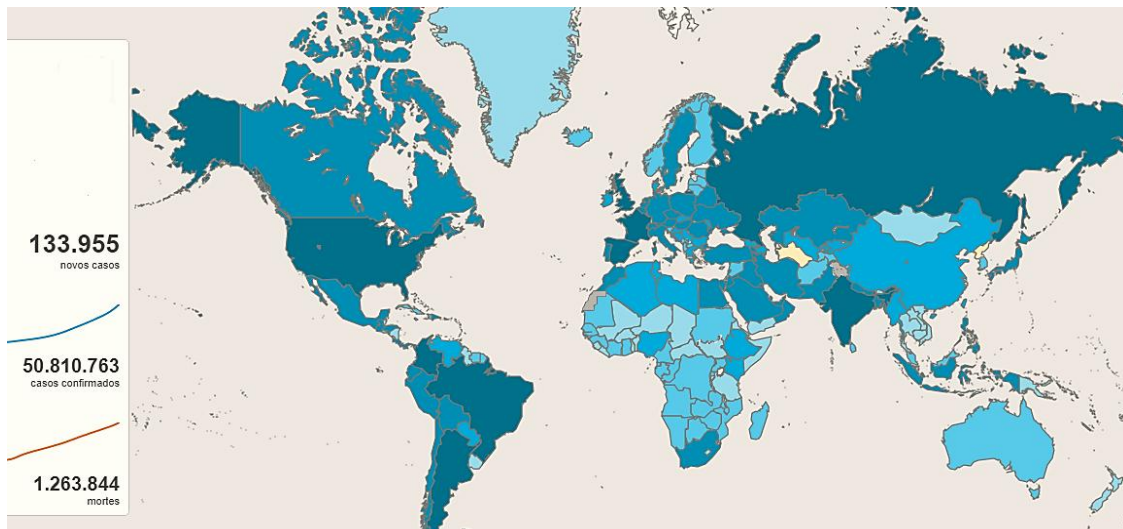 133.955
novos casos
50.810.763
casos confirmados
1.263.844
mortes